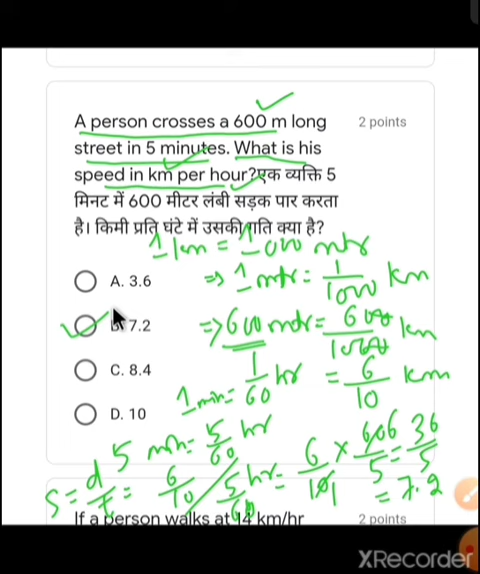 A person crosses a 600 m long 2 points
street in 5 minutes. What is his
speed in km per hour?एक व्यक्ति 5
मिनट में 600 मीटर लंबी सड़क पार करता
है। किमी प्रति घंटे में उसकी गति क्या है?
1 km = 1000 mtr
⇒ 1 mtr = 1/1000 km
A. 3.6
B. 7.2
⇒ 600 mtr = 600/1000 km
C. 8.4
= 6/10 km
1 min = 1/60 hr
D. 10
5 min = 5/60 hr
S = d/t = 6/10 / 5/60 hr = 6/10 × 60/5 = 36/5
= 7.2
If a person walks at 14 km/hr 2 points
XRecorder